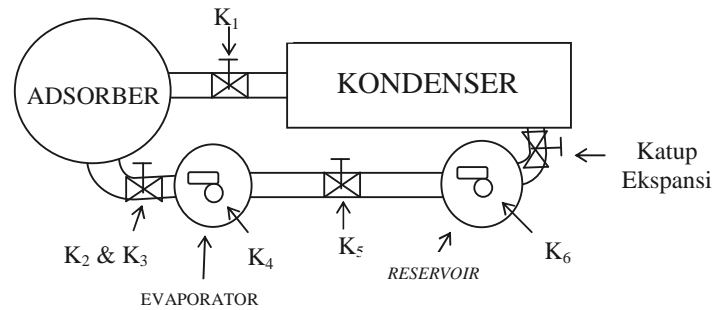 K₁
KONDENSER
ADSORBER
Katup
Ekspansi
K₂ & K₃
K₄
K₅
K₆
RESERVOIR
EVAPORATOR